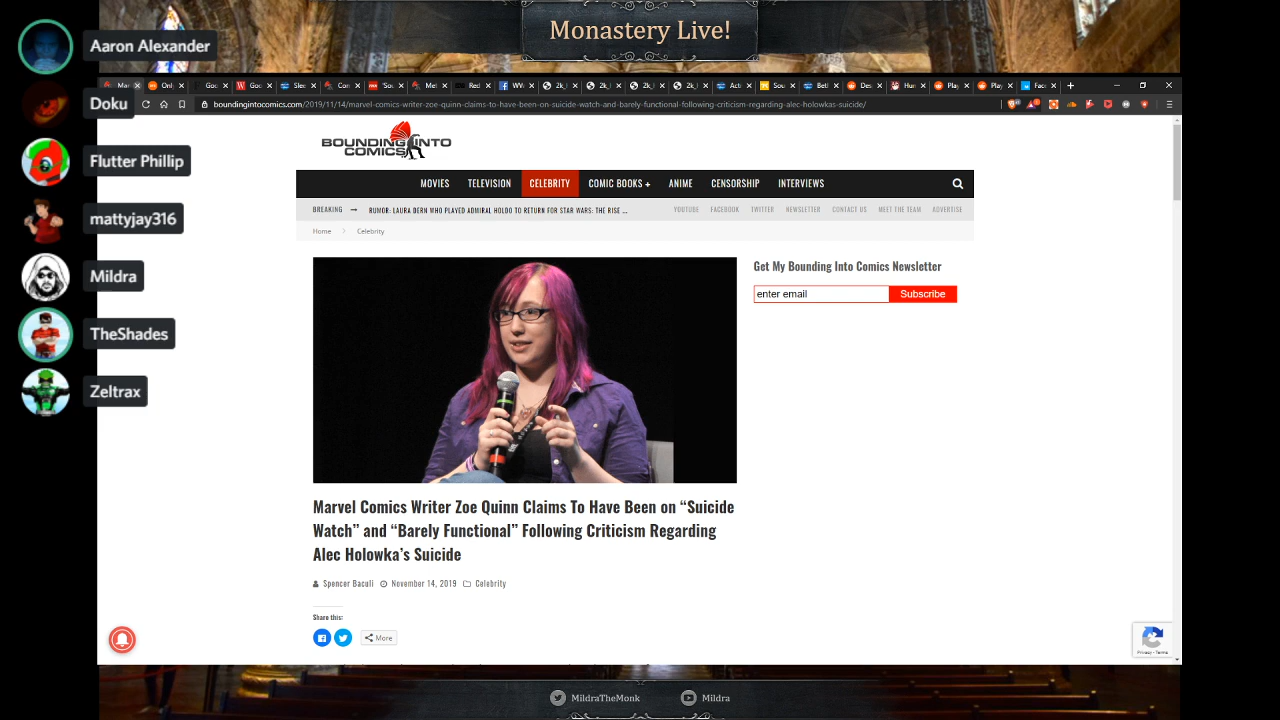 Monastery Live!
Aaron Alexander
Doku
Flutter Phillip
mattyjay316
Mildra
TheShades
Zeltrax
boundingintocomics.com/2019/11/14/marvel-comics-writer-zoe-quinn-claims-to-have-been-on-suicide-watch-and-barely-functional-following-criticism-regarding-alec-holowkas-suicide/
BOUNDING INTO
COMICS
MOVIES TELEVISION CELEBRITY COMIC BOOKS + ANIME CENSORSHIP INTERVIEWS
BREAKING → RUMOR: LAURA DERN WHO PLAYED ADMIRAL HOLDO TO RETURN FOR STAR WARS: THE RISE ... YOUTUBE FACEBOOK TWITTER NEWSLETTER CONTACT US MEET THE TEAM ADVERTISE
Home > Celebrity
Get My Bounding Into Comics Newsletter
enter email Subscribe
Marvel Comics Writer Zoe Quinn Claims To Have Been on “Suicide
Watch” and “Barely Functional” Following Criticism Regarding
Alec Holowka’s Suicide
Spencer Baculi November 14, 2019 Celebrity
Share this:
More
Privacy - Terms
MildraTheMonk Mildra